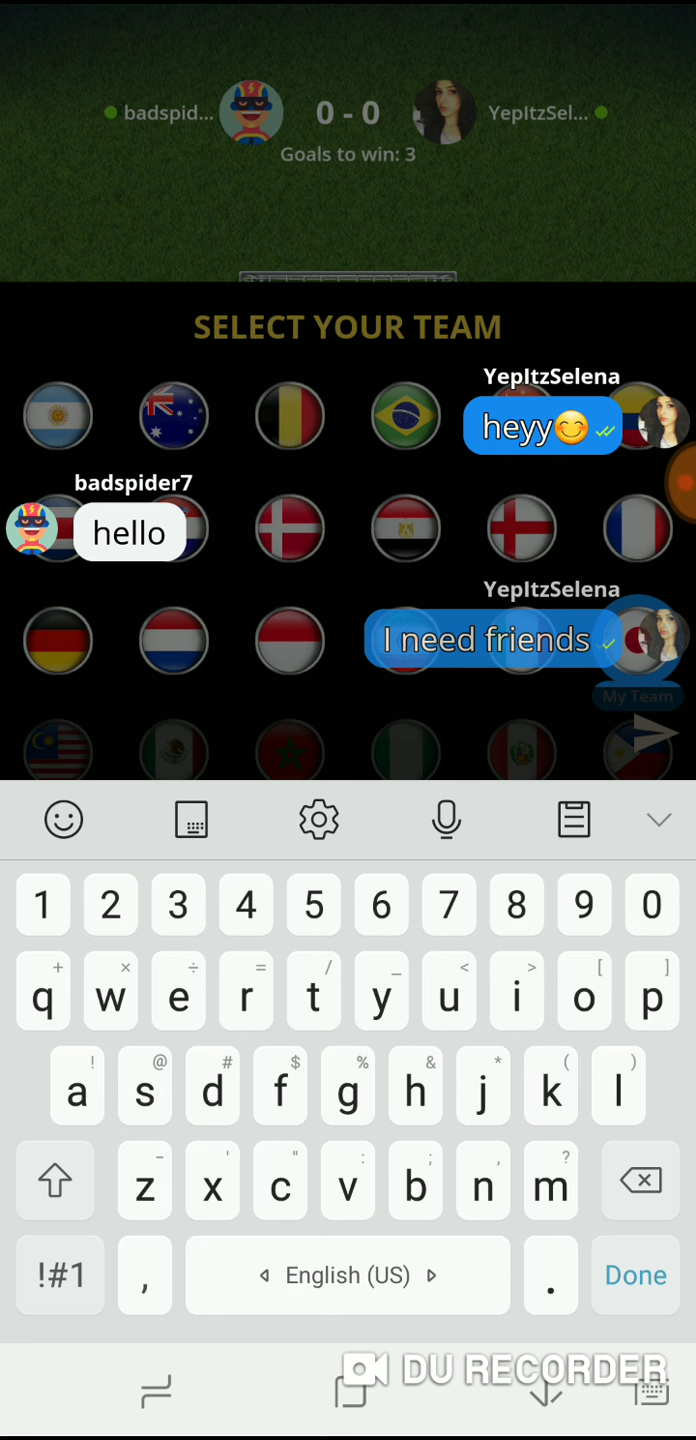 badspid... 0 - 0 YepItzSel...
Goals to win: 3
SELECT YOUR TEAM
YepItzSelena
heyy😊
badspider7
hello
YepItzSelena
I need friends
My Team
1 2 3 4 5 6 7 8 9 0
+ × ÷ = / _ < > [ ]
q w e r t y u i o p
! @ # $ % & * ( )
a s d f g h j k l
- ' " : ; , ?
z x c v b n m
!#1 , English (US) . Done
DU RECORDER